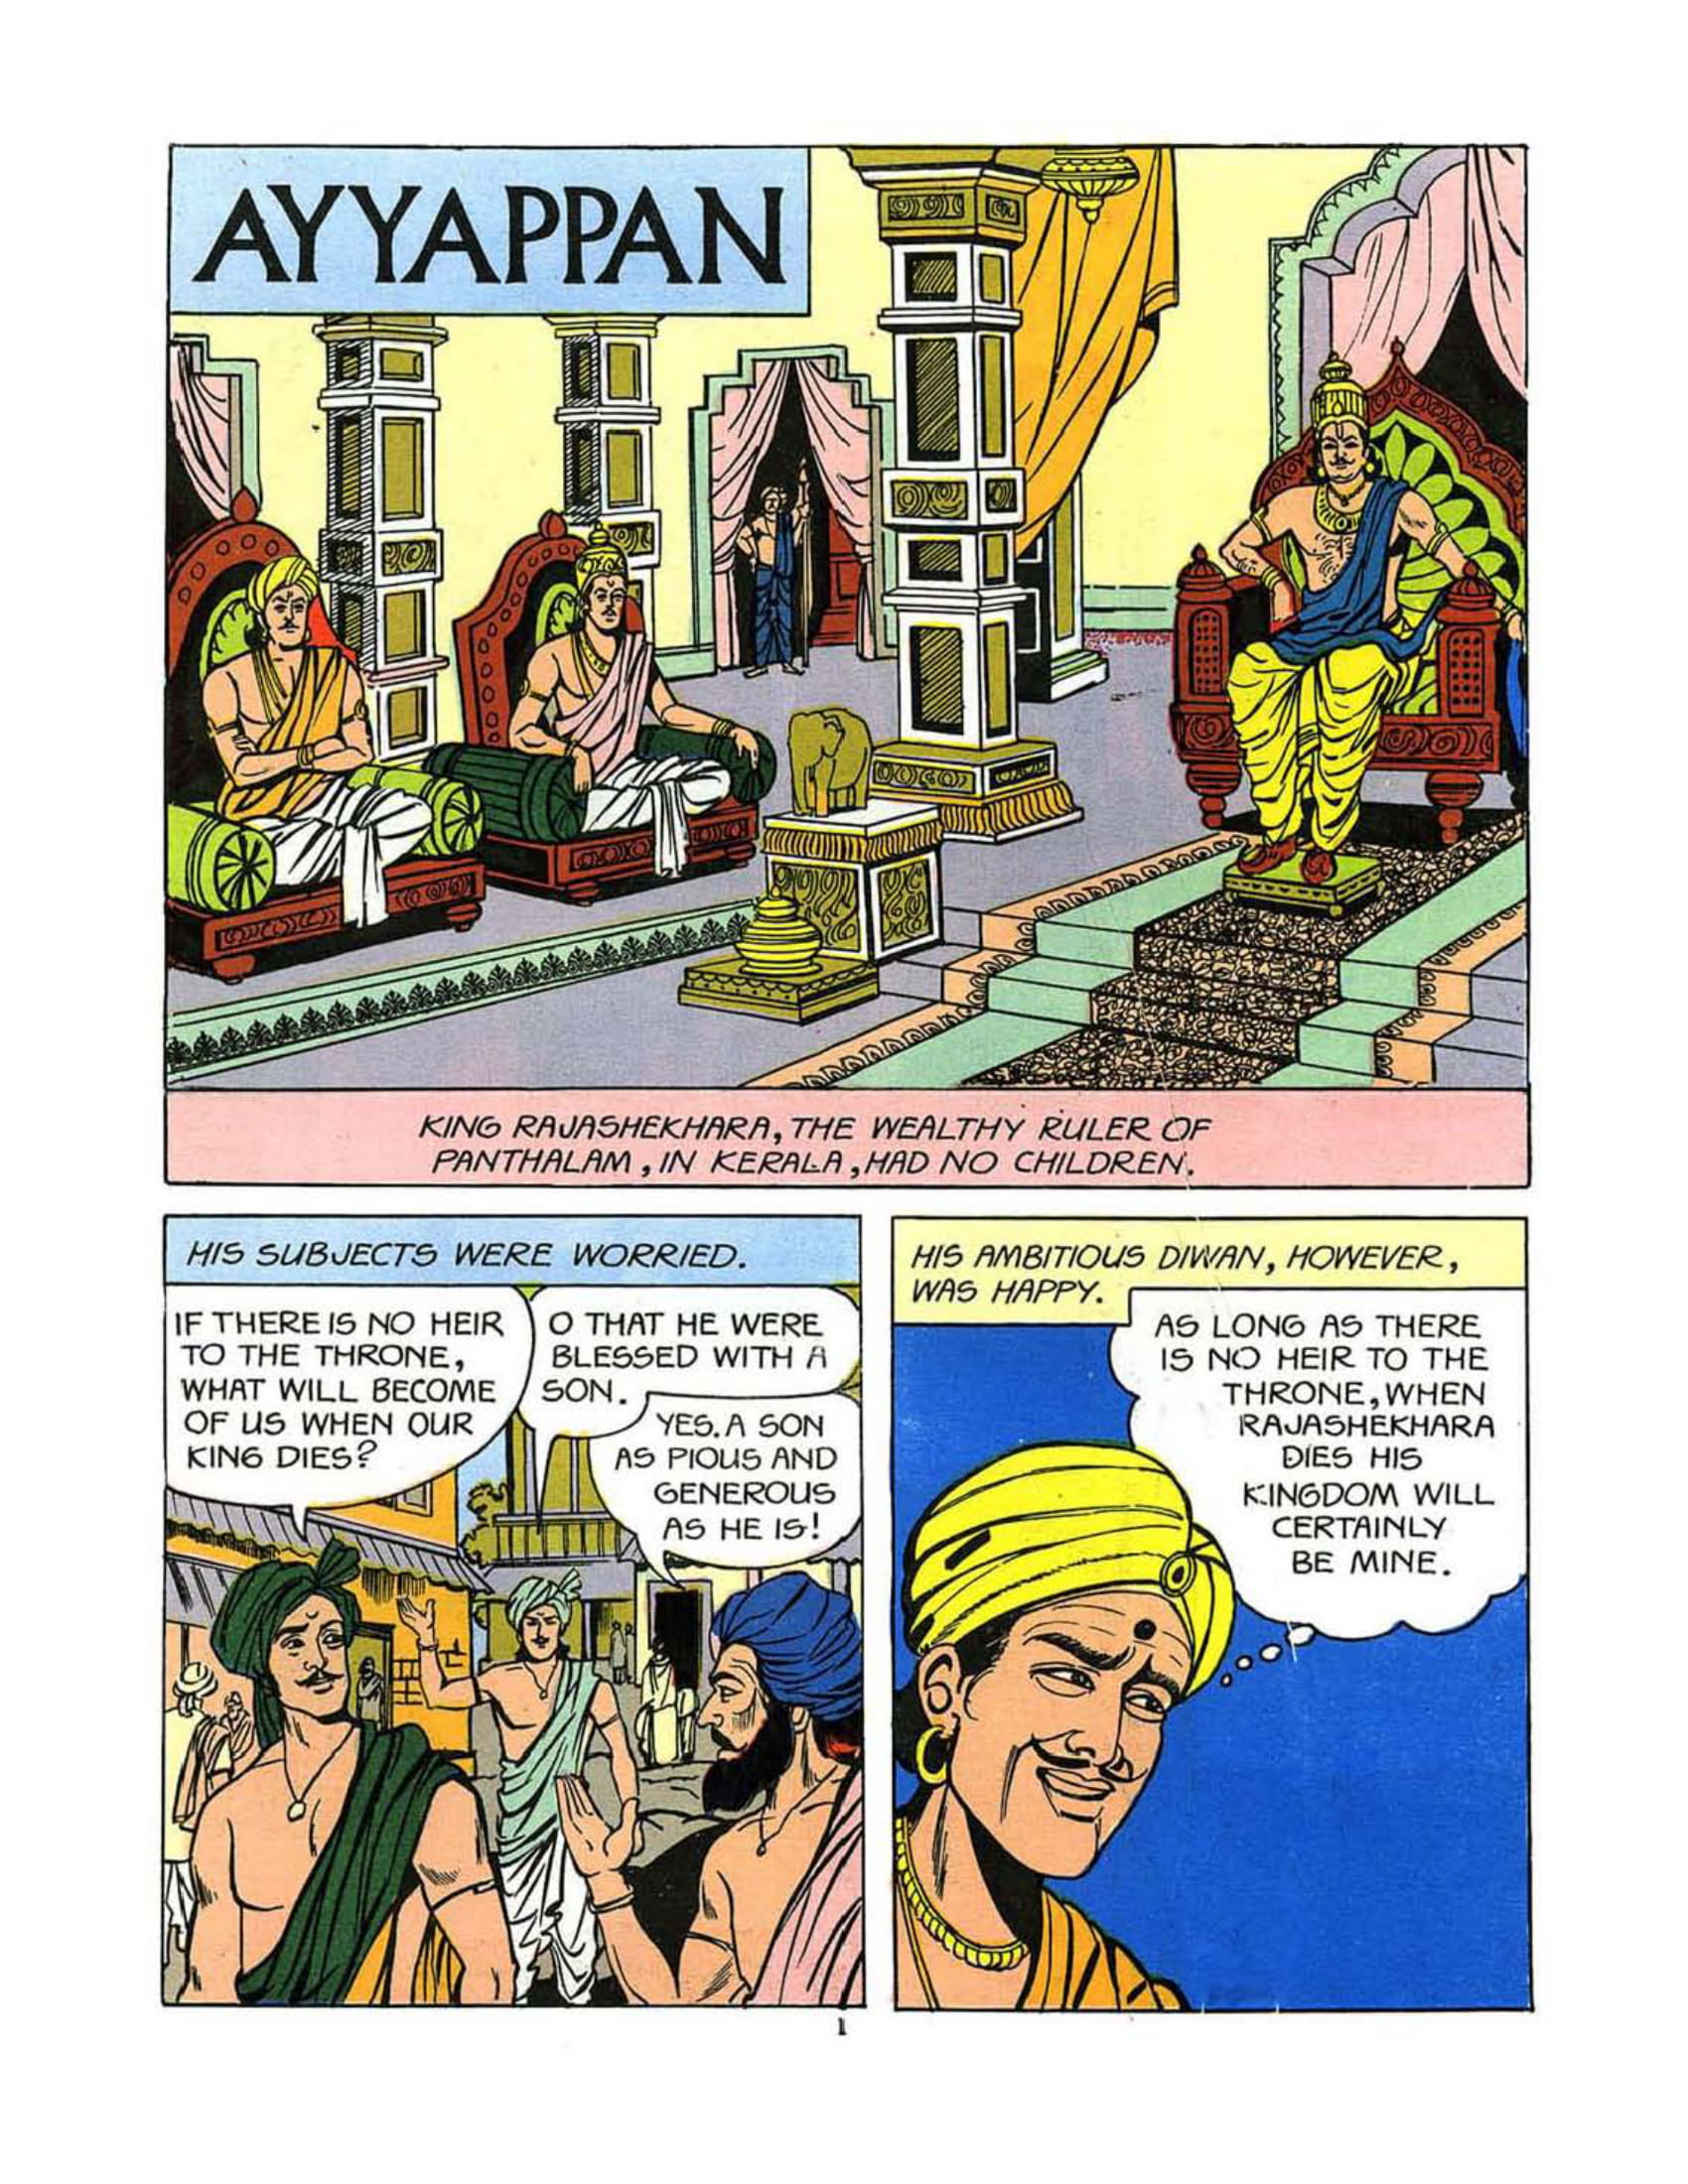 AYYAPPAN
KING RAJASHEKHARA, THE WEALTHY RULER OF
PANTHALAM, IN KERALA, HAD NO CHILDREN.
HIS SUBJECTS WERE WORRIED.
IF THERE IS NO HEIR
TO THE THRONE,
WHAT WILL BECOME
OF US WHEN OUR
KING DIES?
O THAT HE WERE
BLESSED WITH A
SON.
YES. A SON
AS PIOUS AND
GENEROUS
AS HE IS!
HIS AMBITIOUS DIWAN, HOWEVER,
WAS HAPPY.
AS LONG AS THERE
IS NO HEIR TO THE
THRONE, WHEN
RAJASHEKHARA
DIES HIS
KINGDOM WILL
CERTAINLY
BE MINE.
1